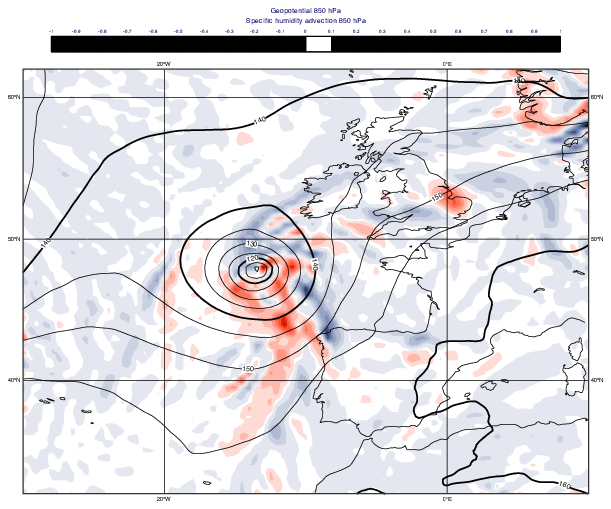 Geopotential 850 hPa
Specific humidity advection 850 hPa
-1 -0.9 -0.8 -0.7 -0.6 -0.5 -0.4 -0.3 -0.2 -0.1 0 0.1 0.2 0.3 0.4 0.5 0.6 0.7 0.8 0.9 1
20°W 0°E
60°N 140 60°N
140
150
50°N 130 50°N
140 120 140
150
40°N 40°N
160
20°W 0°E